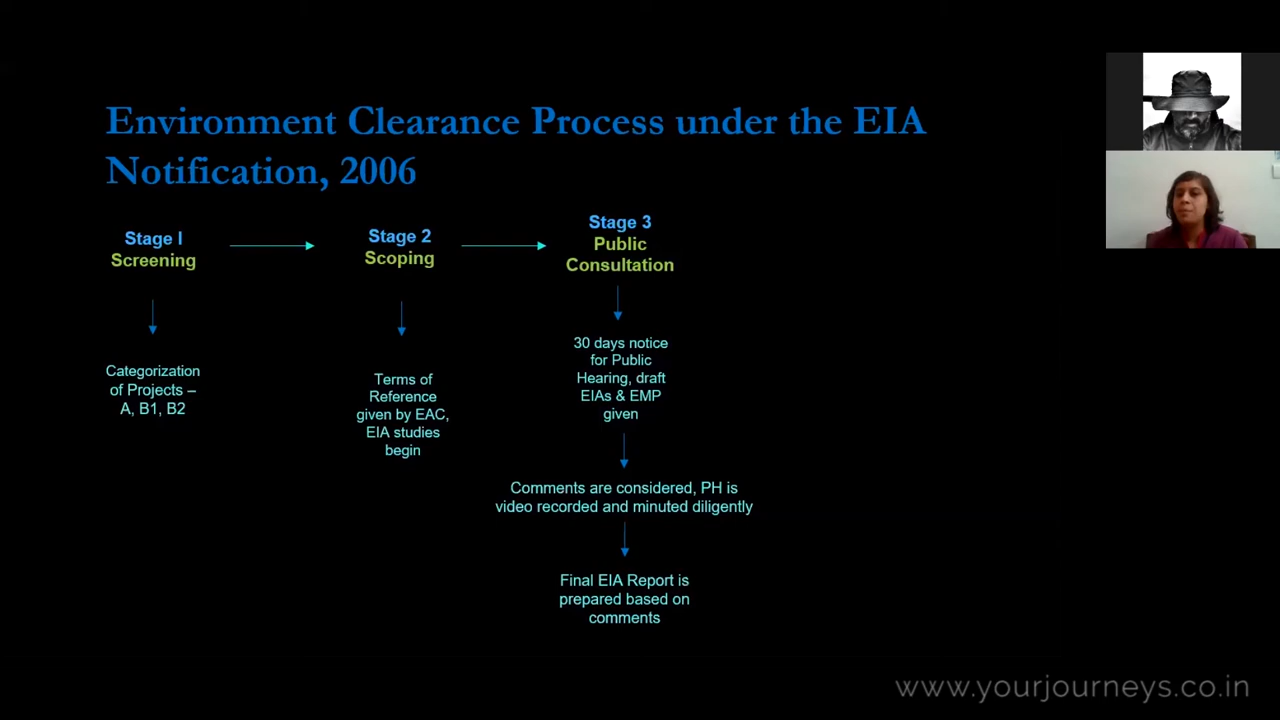 Environment Clearance Process under the EIA
Notification, 2006
Stage I
Screening
Categorization
of Projects –
A, B1, B2
Stage 2
Scoping
Terms of
Reference
given by EAC,
EIA studies
begin
Stage 3
Public
Consultation
30 days notice
for Public
Hearing, draft
EIAs & EMP
given
Comments are considered, PH is
video recorded and minuted diligently
Final EIA Report is
prepared based on
comments
www.yourjourneys.co.in